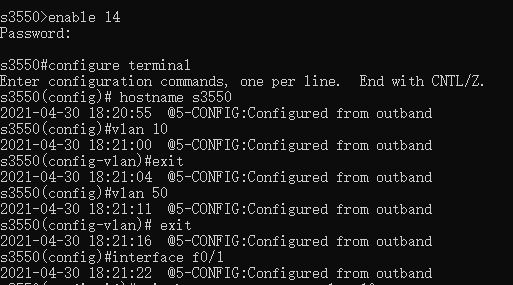 s3550>enable 14
Password:
s3550#configure terminal
Enter configuration commands, one per line.  End with CNTL/Z.
s3550(config)# hostname s3550
2021-04-30 18:20:55  @5-CONFIG:Configured from outband
s3550(config)#vlan 10
2021-04-30 18:21:00  @5-CONFIG:Configured from outband
s3550(config-vlan)#exit
2021-04-30 18:21:04  @5-CONFIG:Configured from outband
s3550(config)#vlan 50
2021-04-30 18:21:11  @5-CONFIG:Configured from outband
s3550(config-vlan)# exit
2021-04-30 18:21:16  @5-CONFIG:Configured from outband
s3550(config)#interface f0/1
2021-04-30 18:21:22  @5-CONFIG:Configured from outband